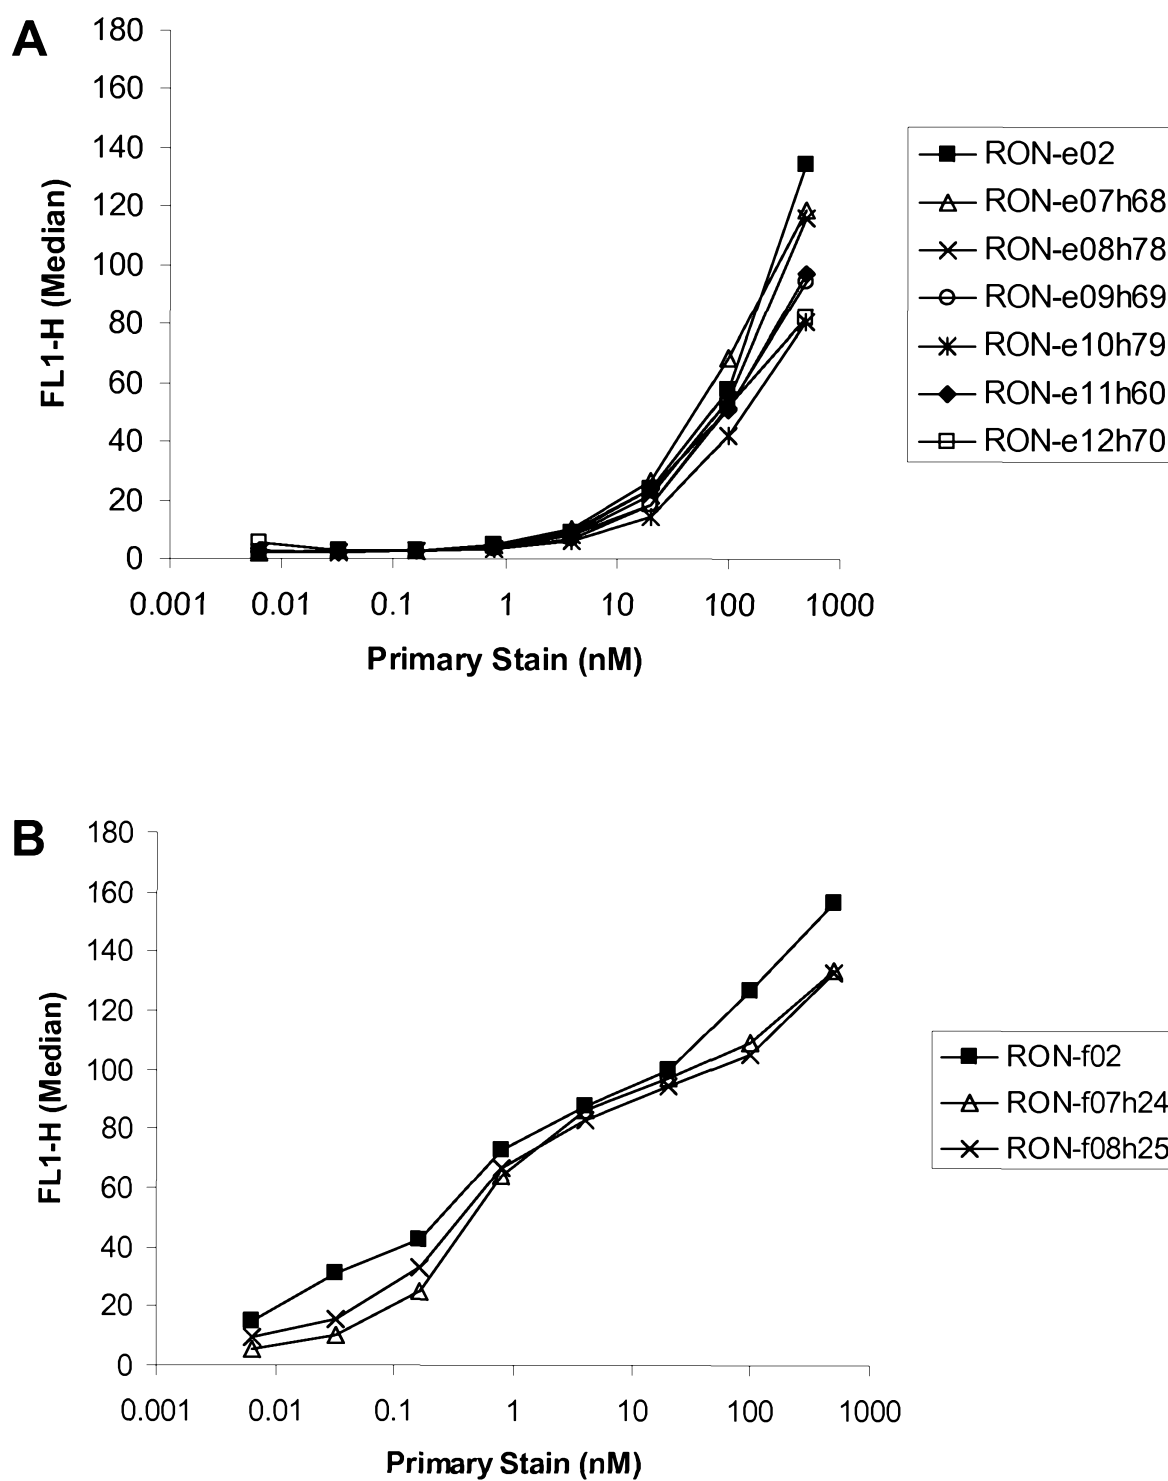 A
180
160
140
120
100
80
60
40
20
0
FL1-H (Median)
0.001 0.01 0.1 1 10 100 1000
Primary Stain (nM)
RON-e02
RON-e07h68
RON-e08h78
RON-e09h69
RON-e10h79
RON-e11h60
RON-e12h70
B
180
160
140
120
100
80
60
40
20
0
FL1-H (Median)
0.001 0.01 0.1 1 10 100 1000
Primary Stain (nM)
RON-f02
RON-f07h24
RON-f08h25